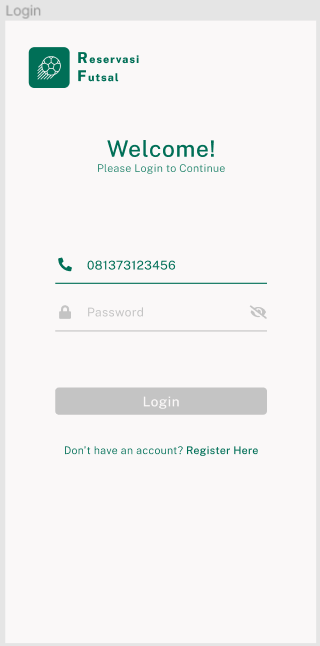 Login
Reservasi
Futsal
Welcome!
Please Login to Continue
081373123456
Password
Login
Don't have an account? Register Here